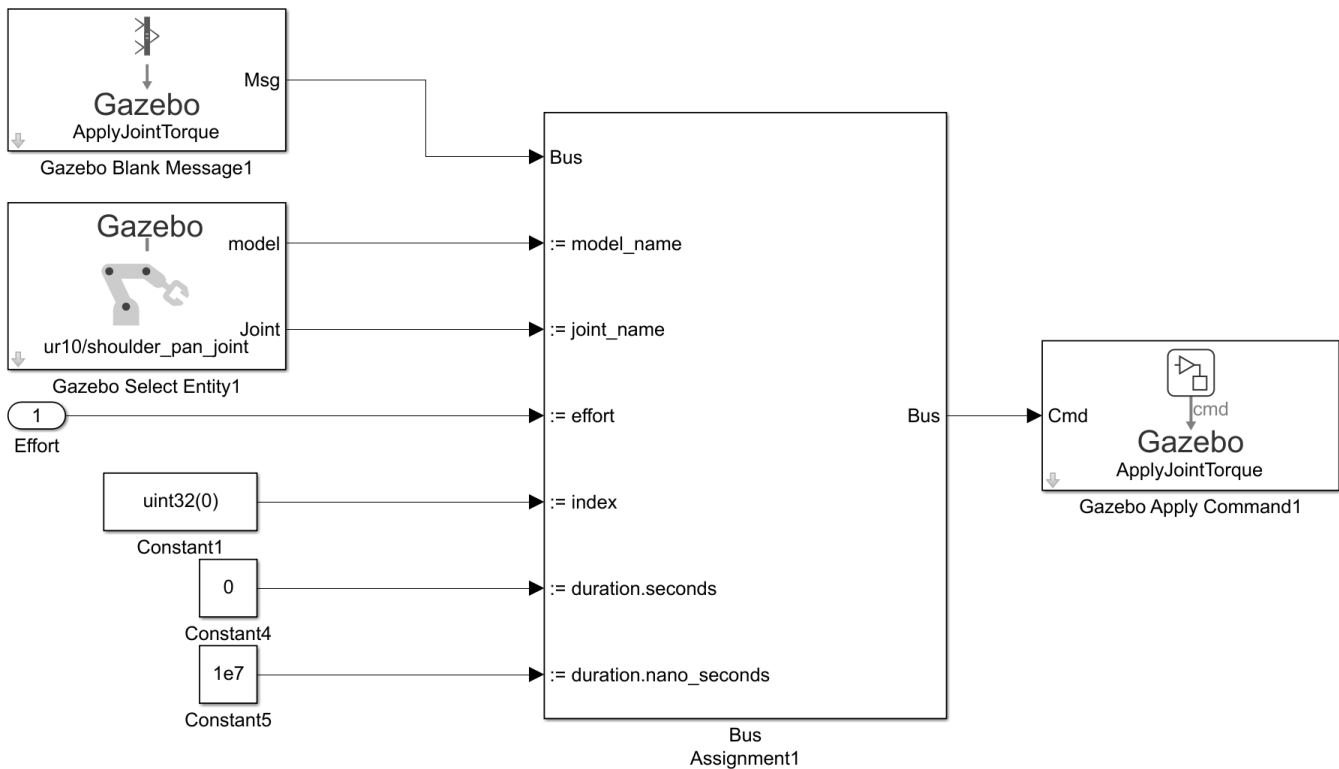 Msg
Gazebo
ApplyJointTorque
Gazebo Blank Message1
Gazebo
model
Joint
ur10/shoulder_pan_joint
Gazebo Select Entity1
1
Effort
uint32(0)
Constant1
0
Constant4
1e7
Constant5
Bus
:= model_name
:= joint_name
:= effort
:= index
:= duration.seconds
:= duration.nano_seconds
Bus
Bus
Assignment1
Cmd
cmd
Gazebo
ApplyJointTorque
Gazebo Apply Command1